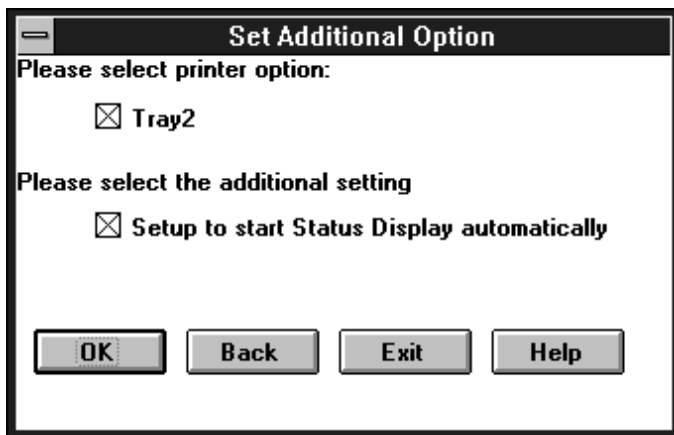 Set Additional Option
Please select printer option:
Tray2
Please select the additional setting
Setup to start Status Display automatically
OK Back Exit Help